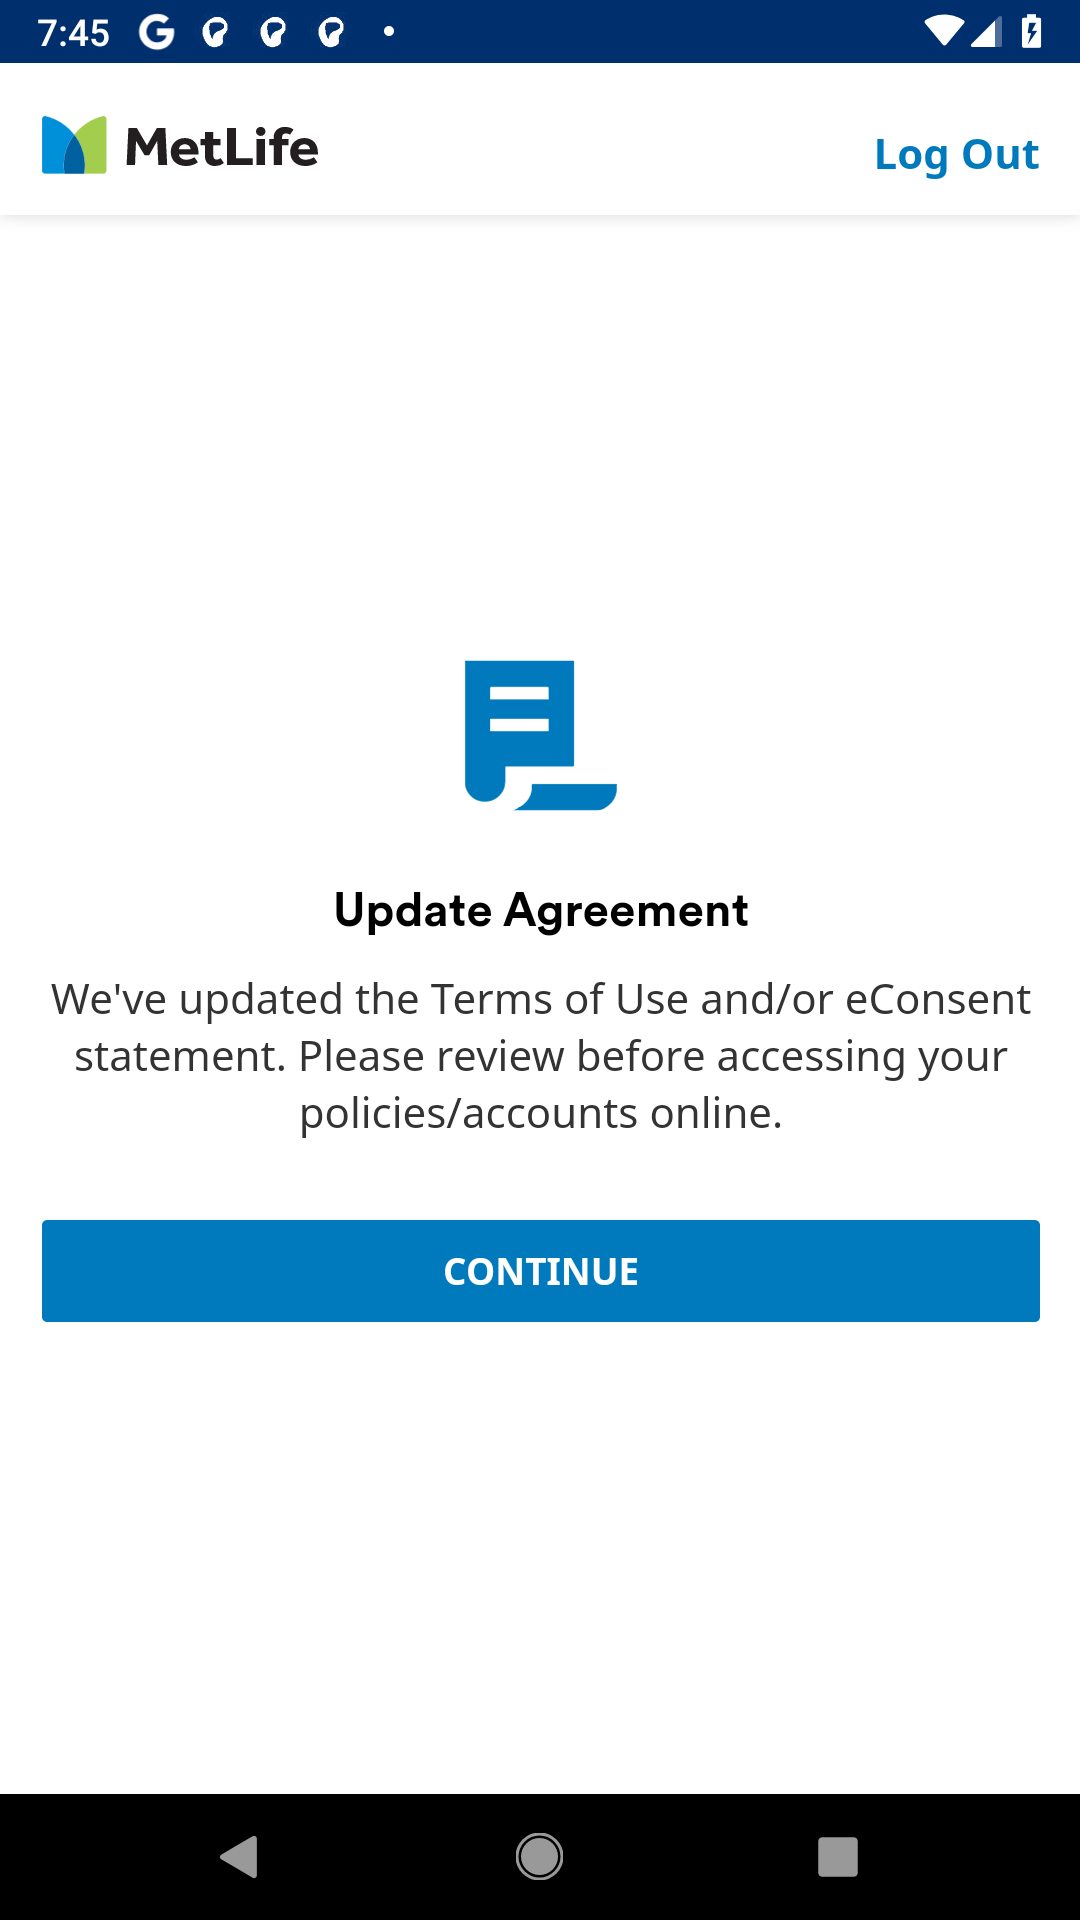 7:45
MetLife
Log Out
Update Agreement
We've updated the Terms of Use and/or eConsent
statement. Please review before accessing your
policies/accounts online.
CONTINUE